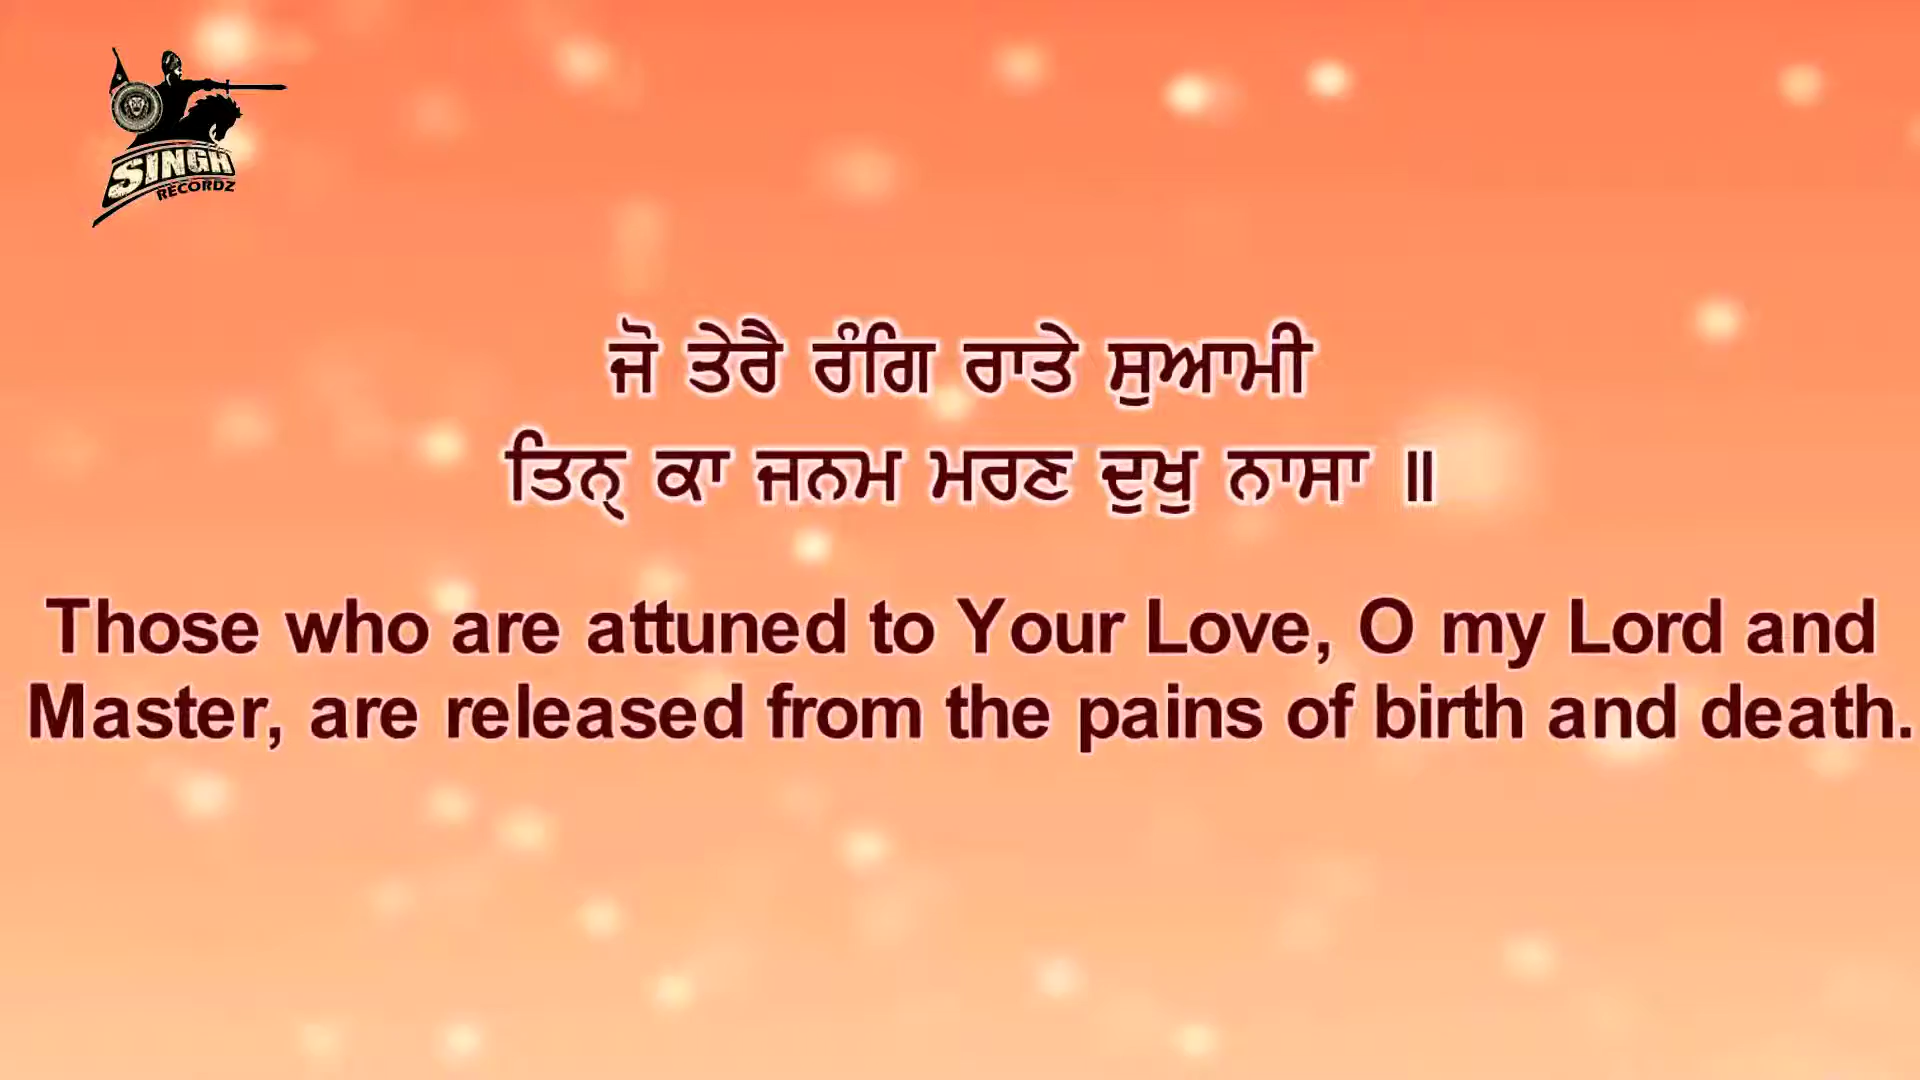 SINGH
RECORDZ
ਜੋ ਤੇਰੈ ਰੰਗਿ ਰਾਤੇ ਸੁਆਮੀ
ਤਿਨ੍ ਕਾ ਜਨਮ ਮਰਣ ਦੁਖੁ ਨਾਸਾ ॥
Those who are attuned to Your Love, O my Lord and
Master, are released from the pains of birth and death.